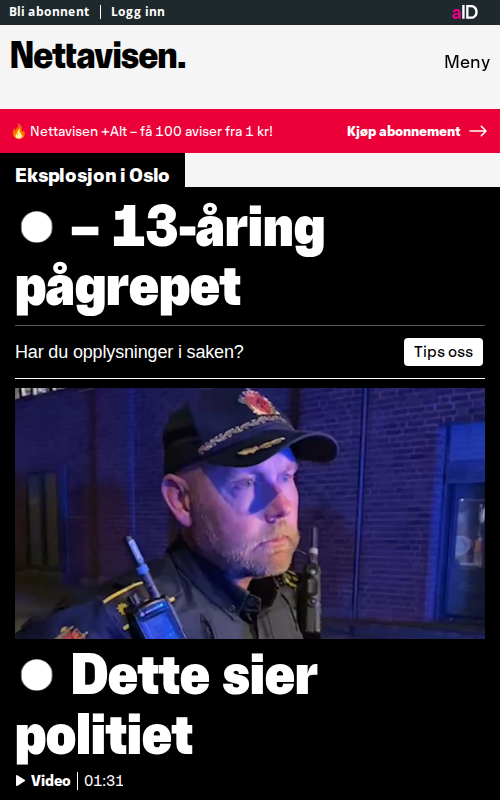 Bli abonnent | Logg inn aID
Nettavisen.
Meny
🔥 Nettavisen +Alt – få 100 aviser fra 1 kr! Kjøp abonnement →
Eksplosjon i Oslo
– 13-åring
pågrepet
Har du opplysninger i saken? Tips oss
Dette sier
politiet
Video | 01:31